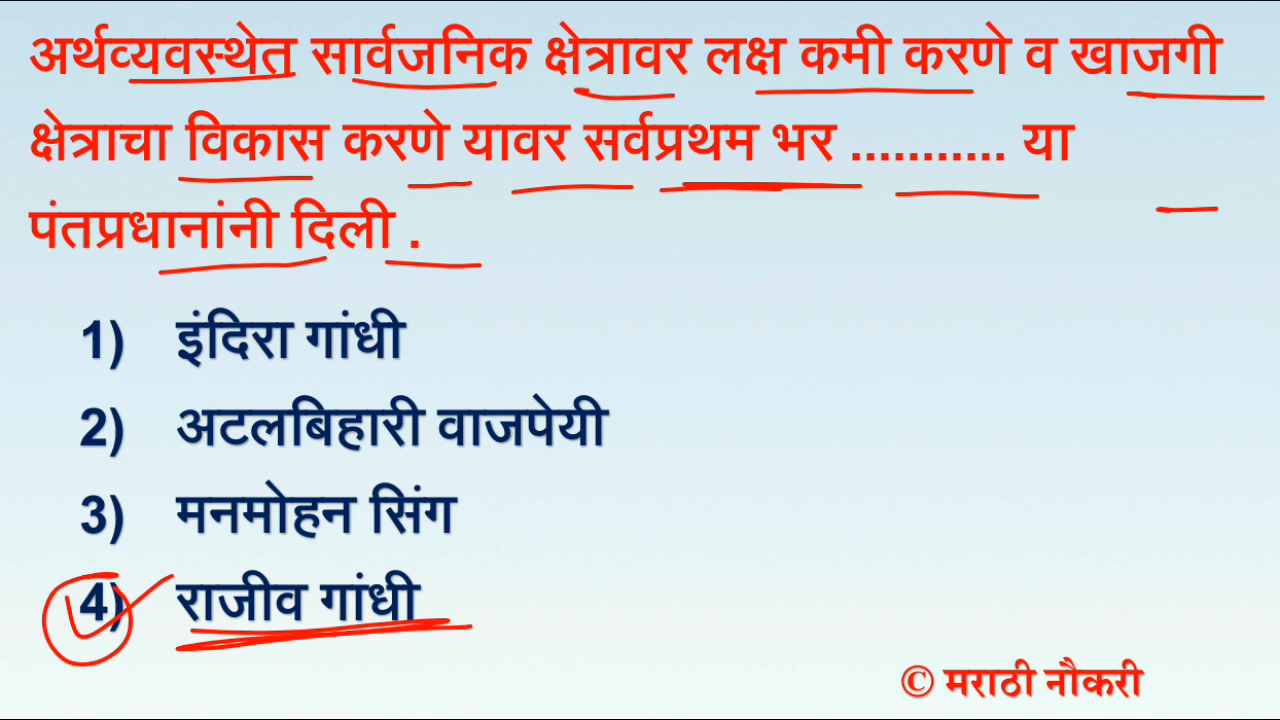 अर्थव्यवस्थेत सार्वजनिक क्षेत्रावर लक्ष कमी करणे व खाजगी
क्षेत्राचा विकास करणे यावर सर्वप्रथम भर ........... या
पंतप्रधानांनी दिली .
1) इंदिरा गांधी
2) अटलबिहारी वाजपेयी
3) मनमोहन सिंग
4) राजीव गांधी
© मराठी नौकरी